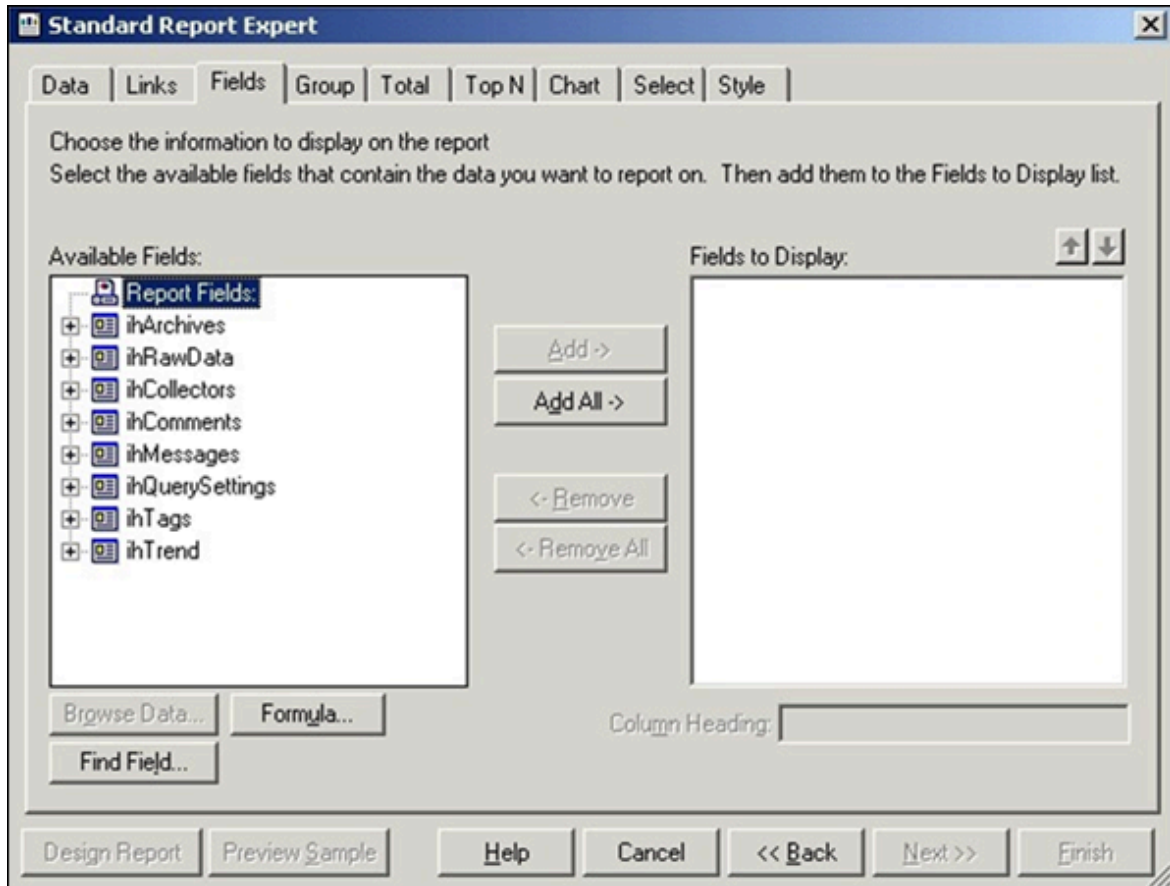 Standard Report Expert
Data Links Fields Group Total Top N Chart Select Style
Choose the information to display on the report
Select the available fields that contain the data you want to report on. Then add them to the Fields to Display list.
Available Fields:
Fields to Display:
Report Fields:
ihArchives
ihRawData
ihCollectors
ihComments
ihMessages
ihQuerySettings
ihTags
ihTrend
Add ->
Add All ->
<- Remove
<- Remove All
Browse Data...
Formula...
Find Field...
Column Heading:
Design Report
Preview Sample
Help
Cancel
<< Back
Next >>
Finish